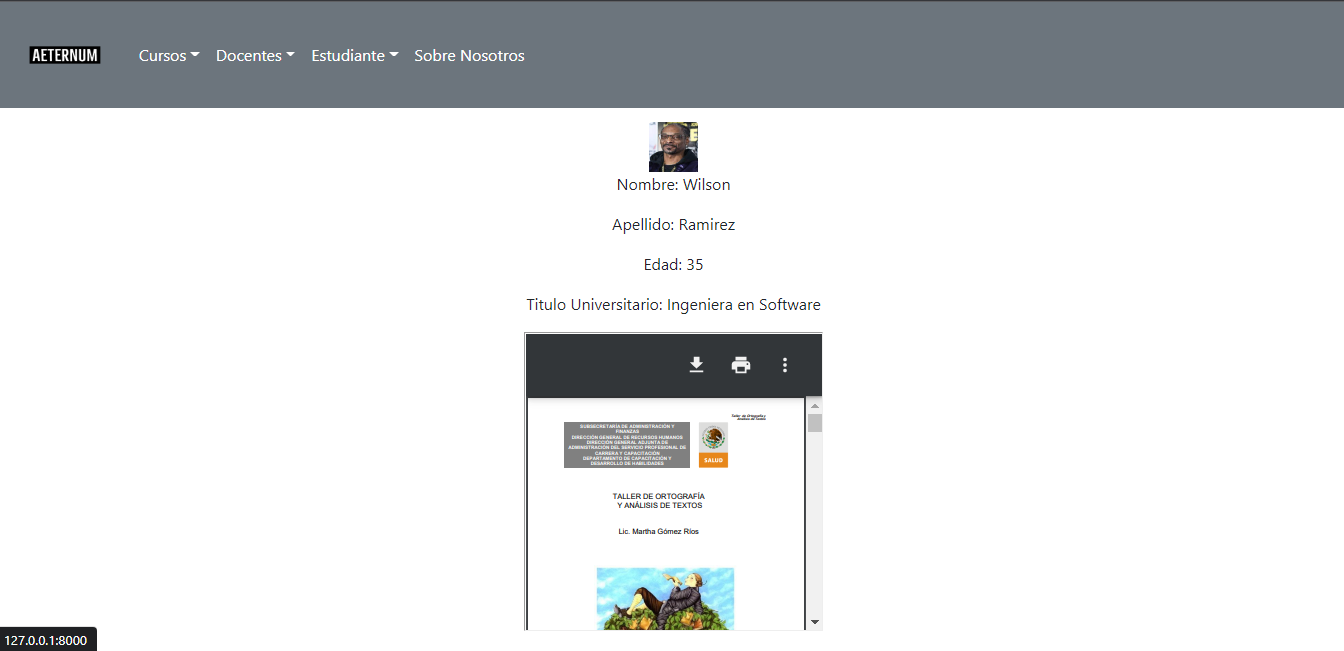 AETERNUM
Cursos Docentes Estudiante Sobre Nosotros
Nombre: Wilson
Apellido: Ramirez
Edad: 35
Titulo Universitario: Ingeniera en Software
Taller de Ortografía y
Análisis de Textos
SUBSECRETARÍA DE ADMINISTRACIÓN Y
FINANZAS
DIRECCIÓN GENERAL DE RECURSOS HUMANOS
DIRECCIÓN GENERAL ADJUNTA DE
ADMINISTRACIÓN DEL SERVICIO PROFESIONAL DE
CARRERA Y CAPACITACIÓN
DEPARTAMENTO DE CAPACITACIÓN Y
DESARROLLO DE HABILIDADES
SALUD
TALLER DE ORTOGRAFÍA
Y ANÁLISIS DE TEXTOS
Lic. Martha Gómez Ríos
127.0.0.1:8000